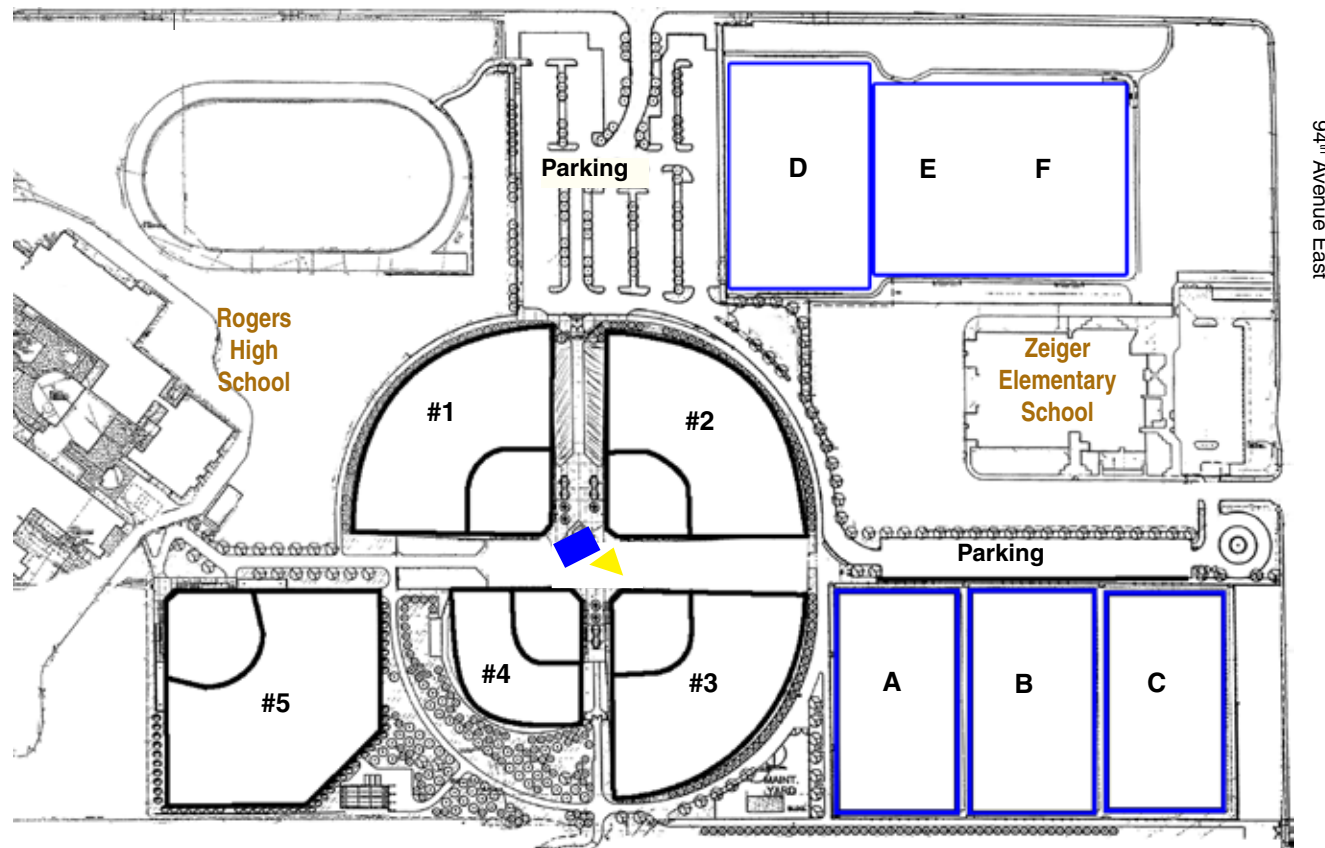 94th Avenue East
Parking
D
E
F
Rogers
High
School
Zeiger
Elementary
School
#1
#2
Parking
#5
#4
#3
A
B
C
MAINT.
YARD